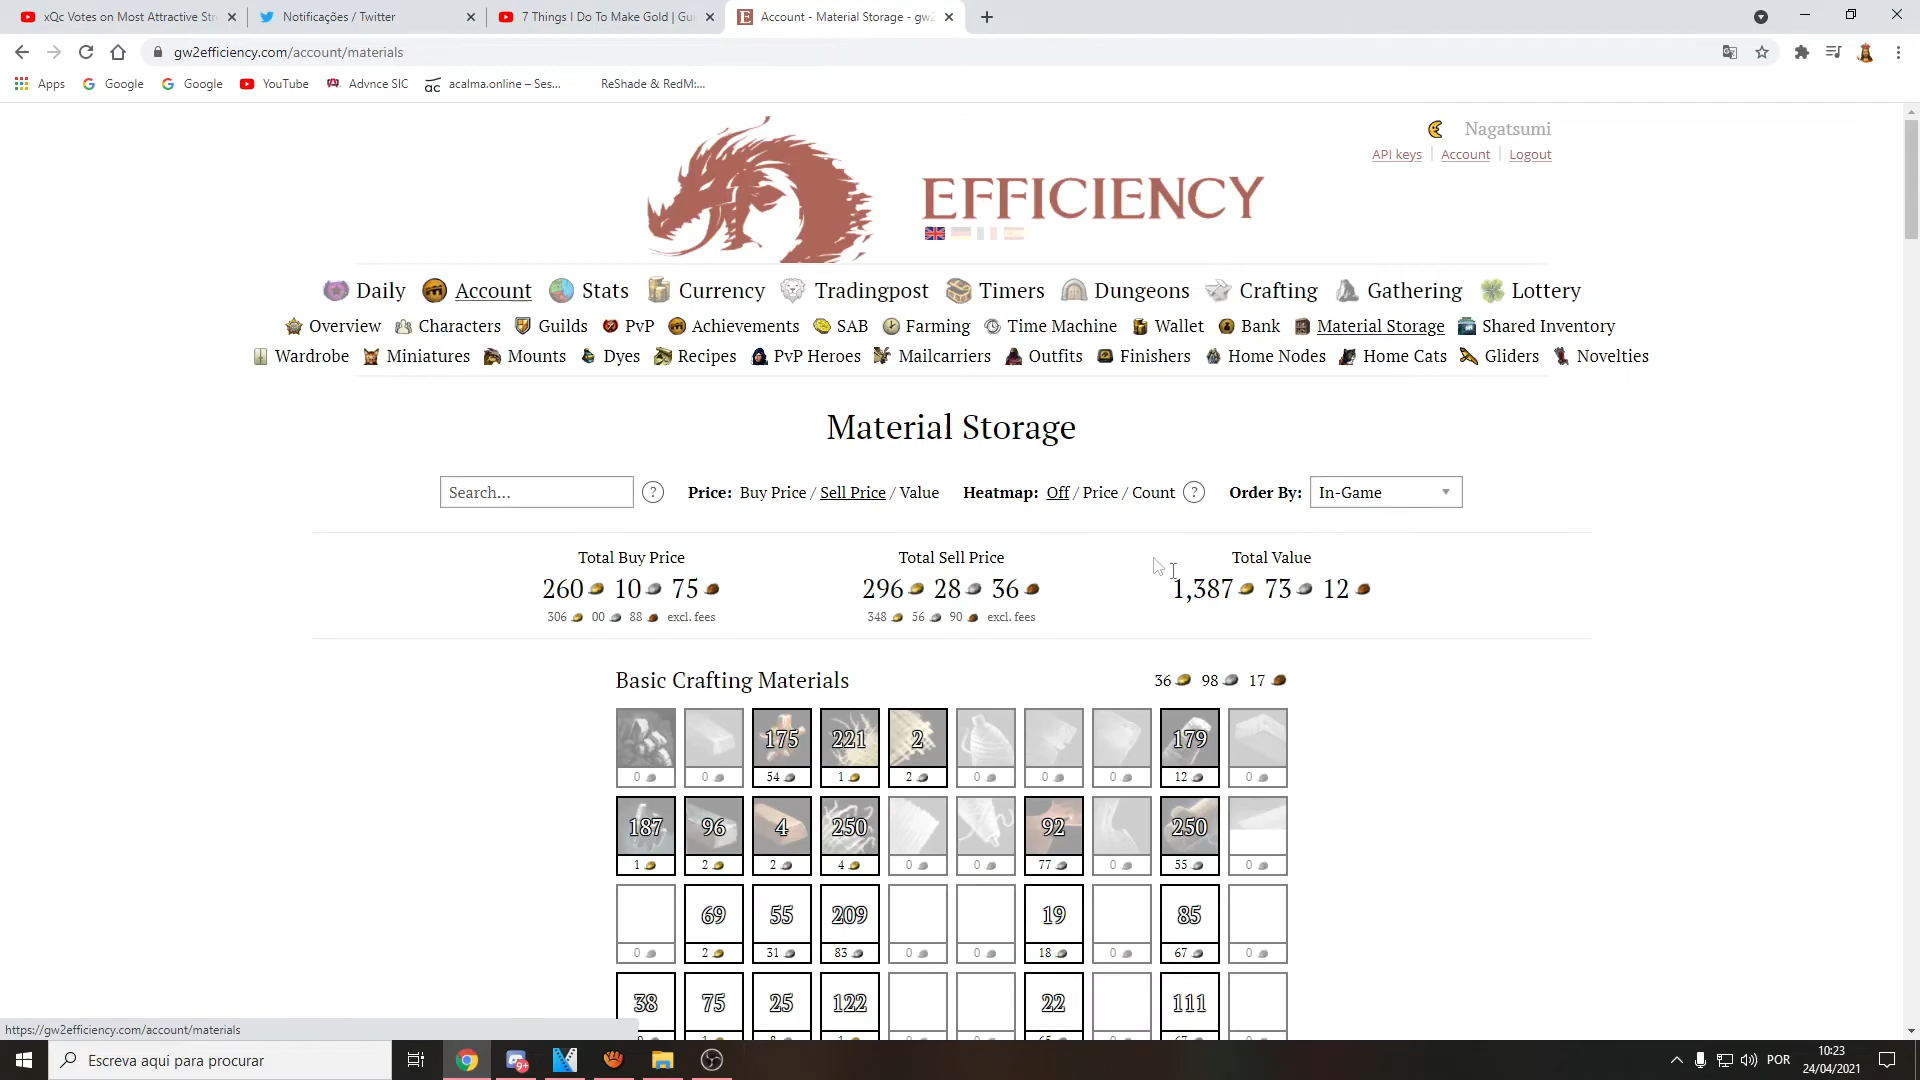 xQc Votes on Most Attractive Str
Notificações / Twitter
7 Things I Do To Make Gold | Gui
Account - Material Storage - gw2
gw2efficiency.com/account/materials
Apps Google Google YouTube Advnce SIC acalma.online – Ses... ReShade & RedM:...
Nagatsumi
API keys Account Logout
EFFICIENCY
Daily Account Stats Currency Tradingpost Timers Dungeons Crafting Gathering Lottery
Overview Characters Guilds PvP Achievements SAB Farming Time Machine Wallet Bank Material Storage Shared Inventory
Wardrobe Miniatures Mounts Dyes Recipes PvP Heroes Mailcarriers Outfits Finishers Home Nodes Home Cats Gliders Novelties
Material Storage
Search... ? Price: Buy Price / Sell Price / Value Heatmap: Off / Price / Count ? Order By: In-Game
Total Buy Price Total Sell Price Total Value
260 10 75 296 28 36 1,387 73 12
306 00 88 excl. fees 348 56 90 excl. fees
Basic Crafting Materials 36 98 17
175 221 2 179
0 0 54 1 2 0 0 0 12 0
187 96 4 250 92 250
1 2 2 4 0 0 77 0 55 0
69 55 209 19 85
0 2 31 83 0 0 18 0 67 0
38 75 25 122 22 111
https://gw2efficiency.com/account/materials
Escreva aqui para procurar
9+
POR
10:23
24/04/2021